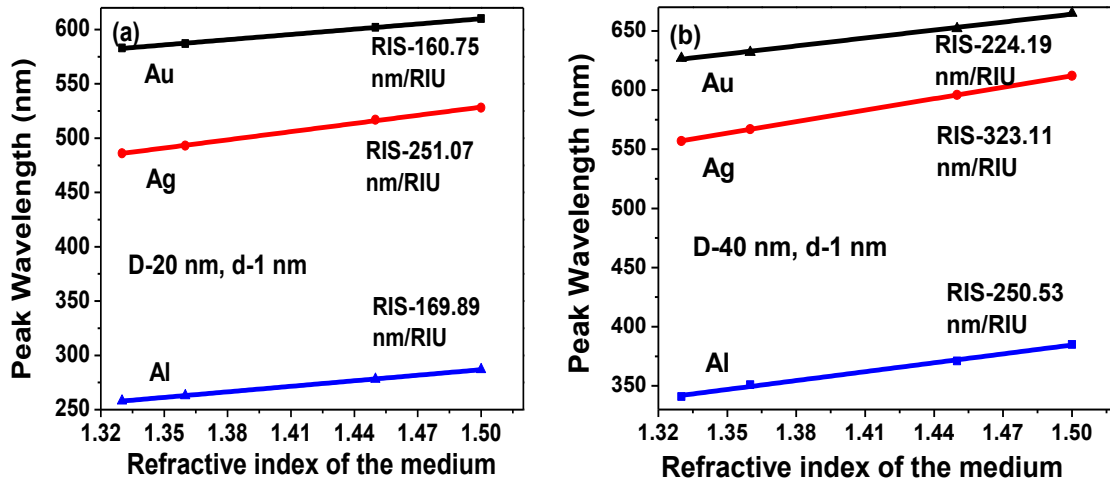 (a)
Peak Wavelength (nm)
600
550
500
450
400
350
300
250
Au
RIS-160.75
nm/RIU
Ag
RIS-251.07
nm/RIU
D-20 nm, d-1 nm
RIS-169.89
nm/RIU
Al
1.32 1.35 1.38 1.41 1.44 1.47 1.50
Refractive index of the medium
(b)
Peak Wavelength (nm)
650
600
550
500
450
400
350
Au
RIS-224.19
nm/RIU
Ag
RIS-323.11
nm/RIU
D-40 nm, d-1 nm
RIS-250.53
nm/RIU
Al
1.32 1.35 1.38 1.41 1.44 1.47 1.50
Refractive index of the medium